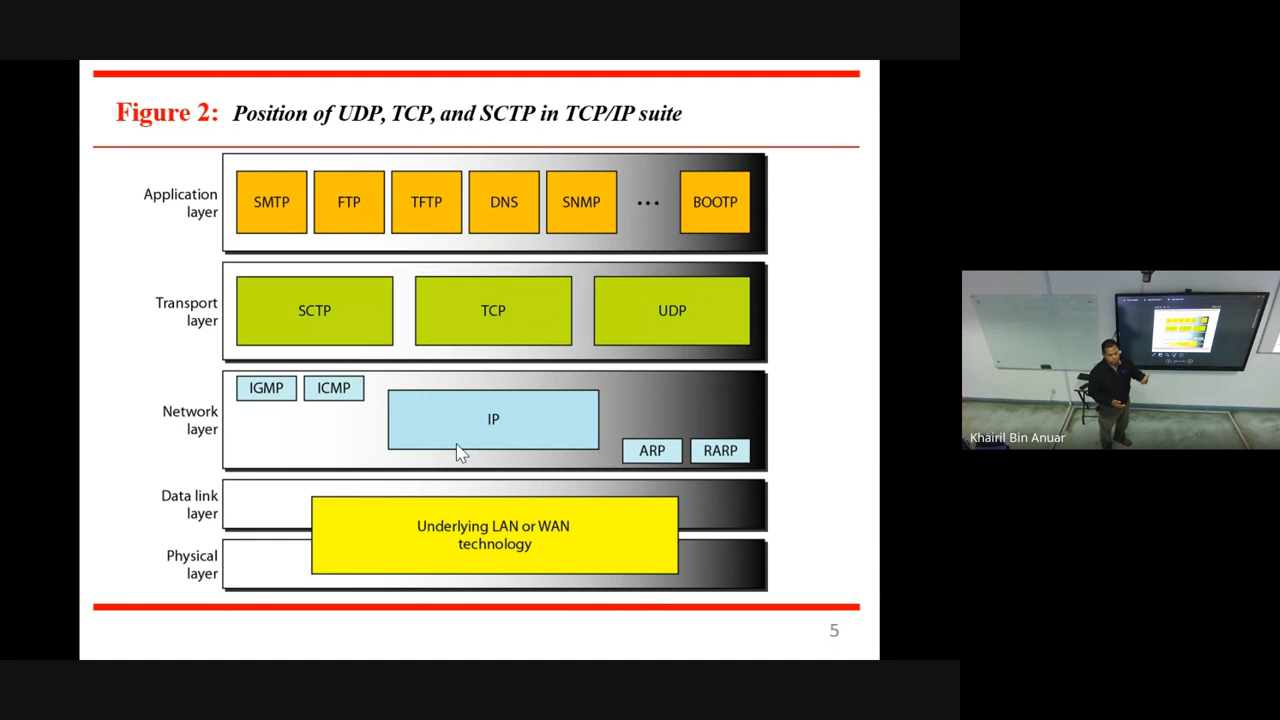 Figure 2: Position of UDP, TCP, and SCTP in TCP/IP suite
Application
layer
SMTP
FTP
TFTP
DNS
SNMP
...
BOOTP
Transport
layer
SCTP
TCP
UDP
Network
layer
IGMP
ICMP
IP
ARP
RARP
Data link
layer
Underlying LAN or WAN
technology
Physical
layer
5
Khairil Bin Anuar